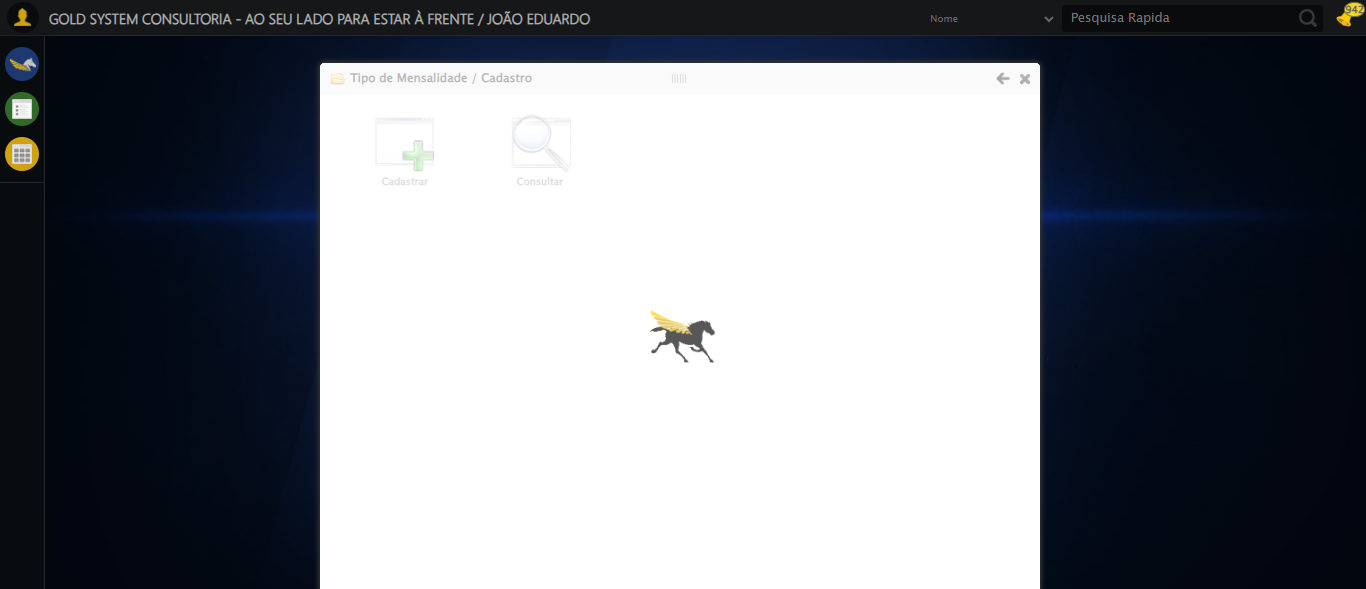 GOLD SYSTEM CONSULTORIA - AO SEU LADO PARA ESTAR À FRENTE / JOÃO EDUARDO
Nome
Pesquisa Rapida
942
Tipo de Mensalidade / Cadastro
Cadastrar
Consultar